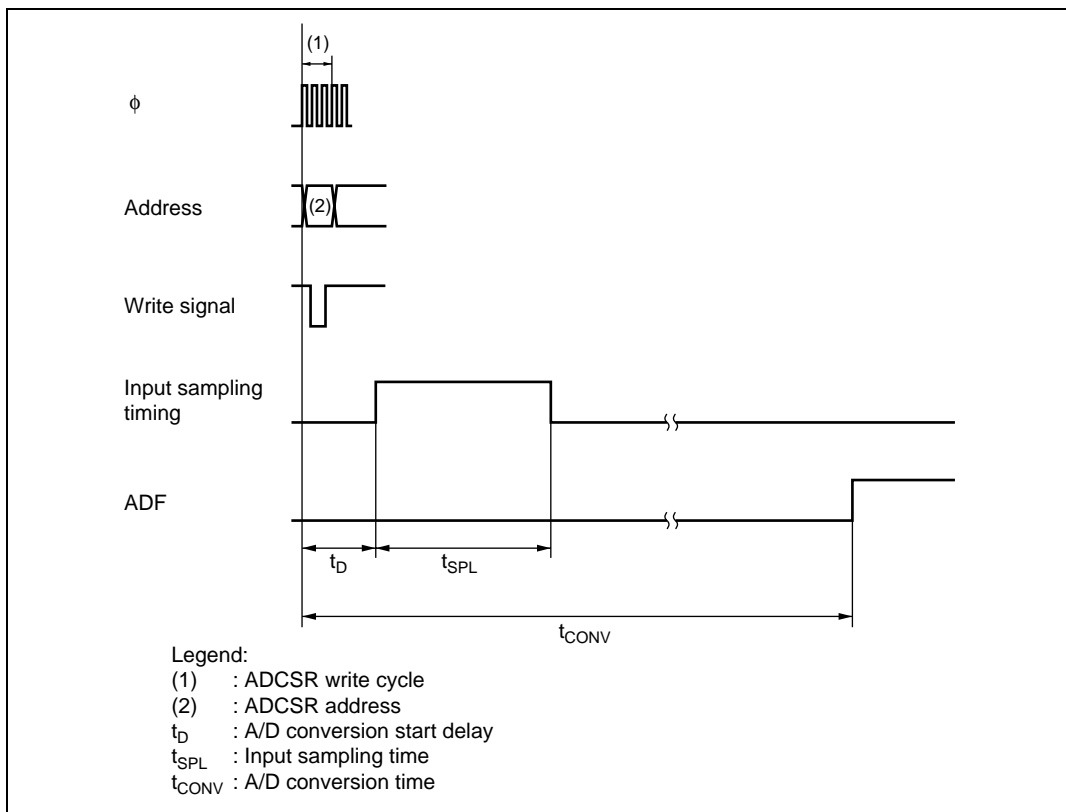 (1)
φ
Address
(2)
Write signal
Input sampling
timing
ADF
tD
tSPL
tCONV
Legend:
(1) : ADCSR write cycle
(2) : ADCSR address
tD : A/D conversion start delay
tSPL : Input sampling time
tCONV : A/D conversion time